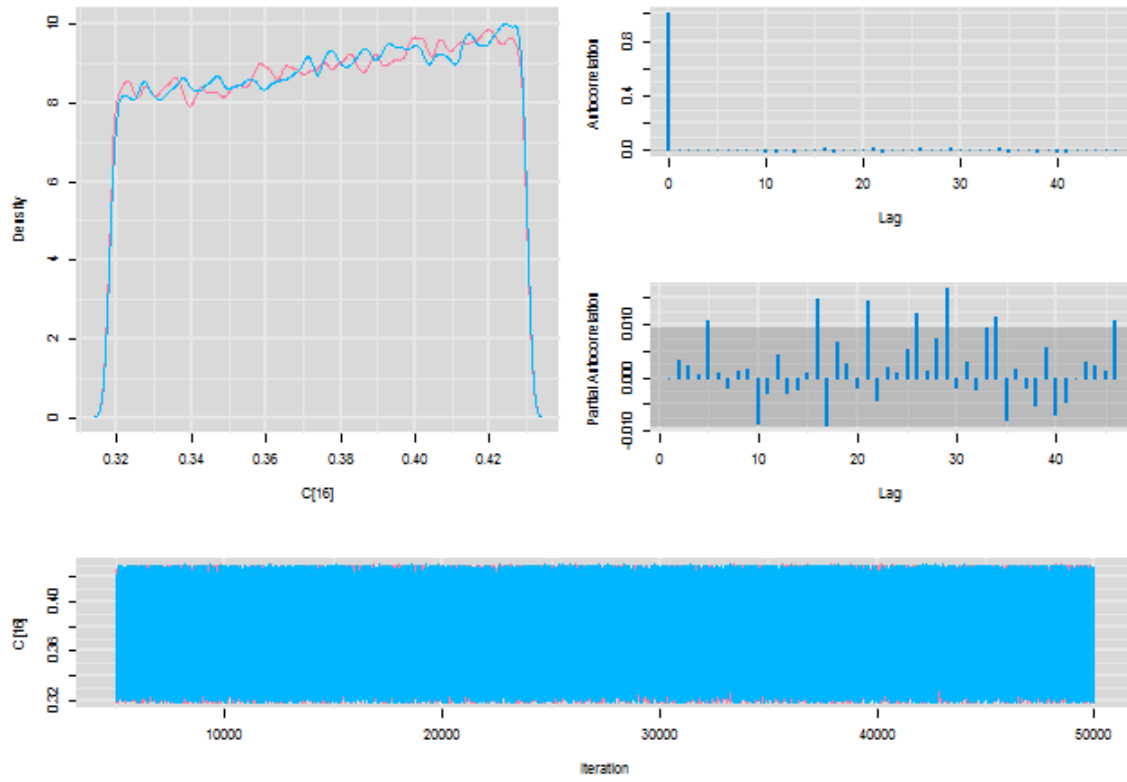 10
8
6
4
2
0
Density
0.32 0.34 0.36 0.38 0.40 0.42
C[16]
0.8
0.4
0.0
Autocorrelation
0 10 20 30 40
Lag
0.010
0.000
-0.010
Partial Autocorrelation
0 10 20 30 40
Lag
0.40
0.36
0.32
C[16]
10000 20000 30000 40000 50000
Iteration